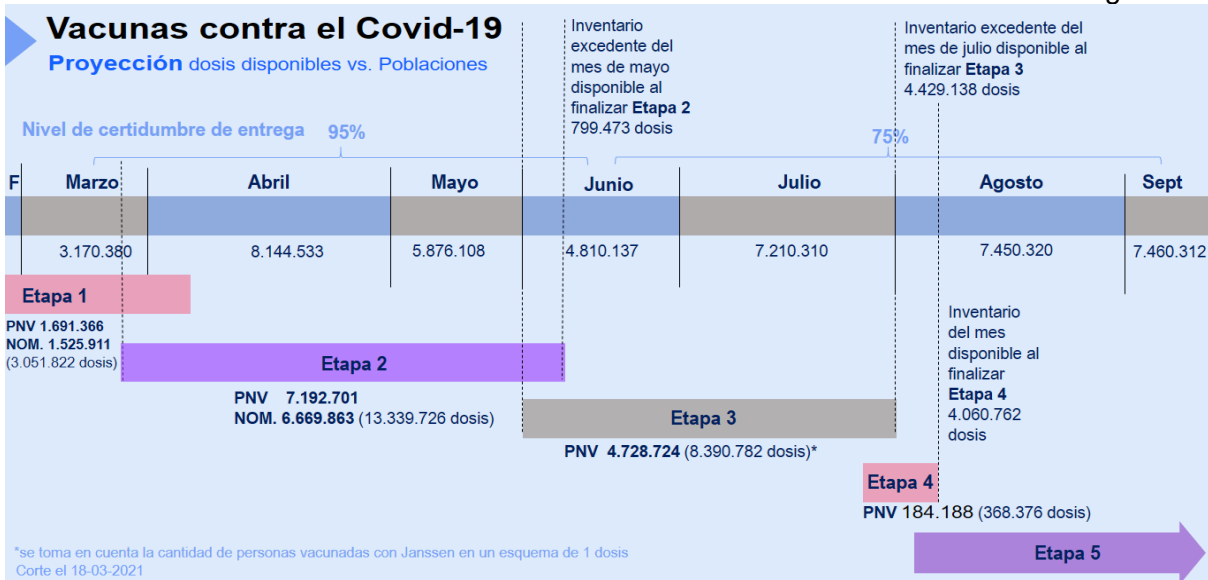 Vacunas contra el Covid-19
Proyección dosis disponibles vs. Poblaciones
Inventario
excedente del
mes de mayo
disponible al
finalizar Etapa 2
799.473 dosis
Inventario excedente del
mes de julio disponible al
finalizar Etapa 3
4.429.138 dosis
Nivel de certidumbre de entrega 95%
75%
F Marzo Abril Mayo Junio Julio Agosto Sept
3.170.380 8.144.533 5.876.108 4.810.137 7.210.310 7.450.320 7.460.312
Etapa 1
PNV 1.691.366
NOM. 1.525.911
(3.051.822 dosis)
Etapa 2
PNV 7.192.701
NOM. 6.669.863 (13.339.726 dosis)
Etapa 3
PNV 4.728.724 (8.390.782 dosis)*
Inventario
del mes
disponible al
finalizar
Etapa 4
4.060.762
dosis
Etapa 4
PNV 184.188 (368.376 dosis)
Etapa 5
*se toma en cuenta la cantidad de personas vacunadas con Janssen en un esquema de 1 dosis
Corte el 18-03-2021